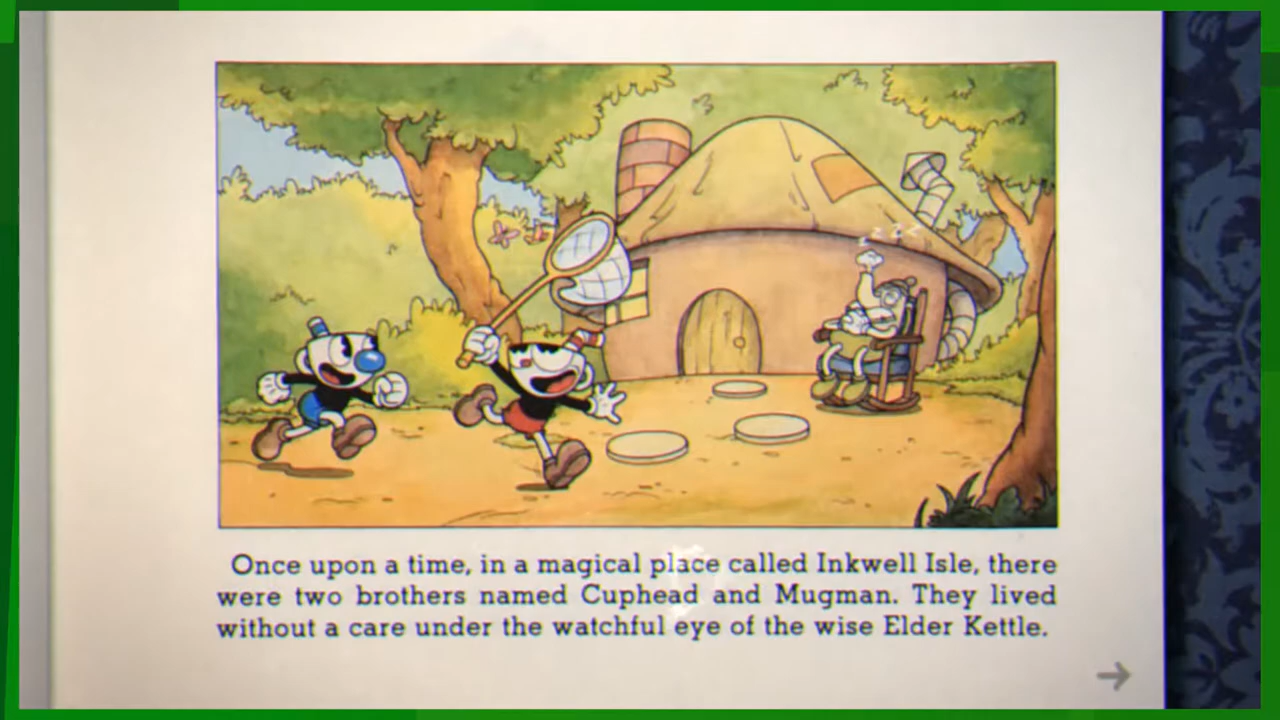 z z z z
Once upon a time, in a magical place called Inkwell Isle, there
were two brothers named Cuphead and Mugman. They lived
without a care under the watchful eye of the wise Elder Kettle.